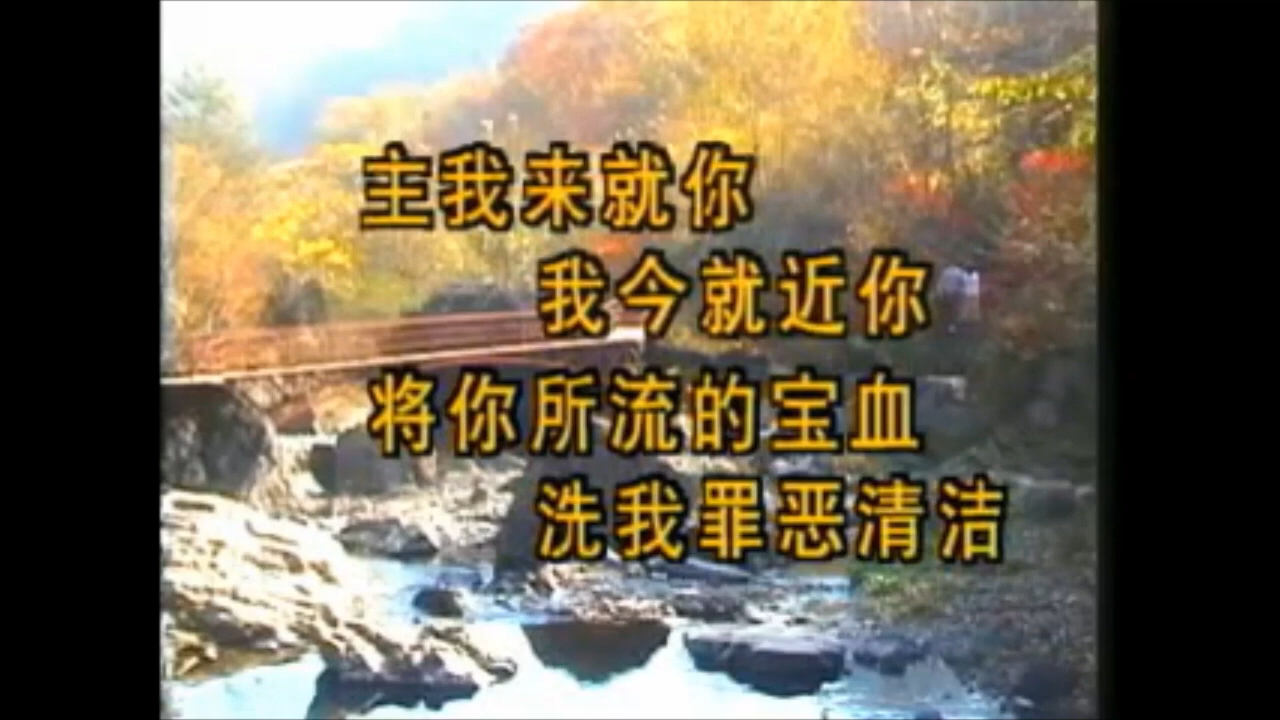 主我来就你
我今就近你
将你所流的宝血
洗我罪恶清洁